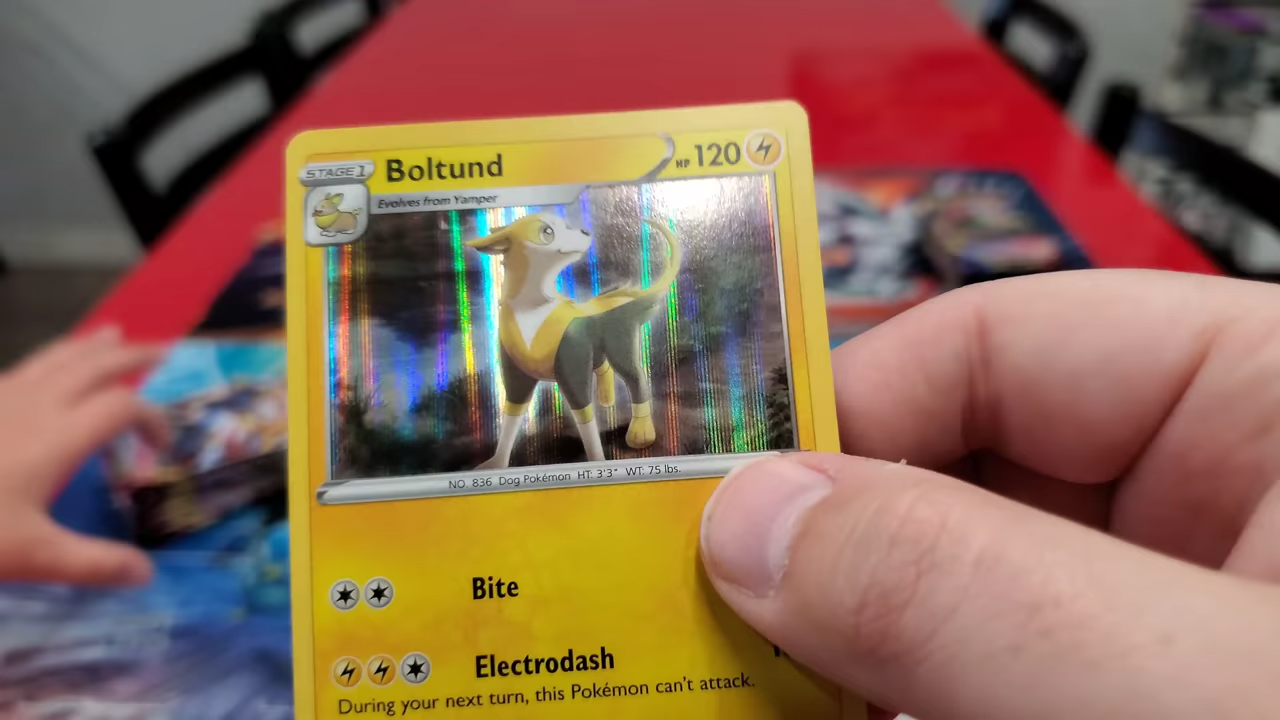 STAGE 1
Boltund
HP 120
Evolves from Yamper
NO. 836 Dog Pokémon HT: 3'3" WT: 75 lbs.
Bite
Electrodash
During your next turn, this Pokémon can't attack.